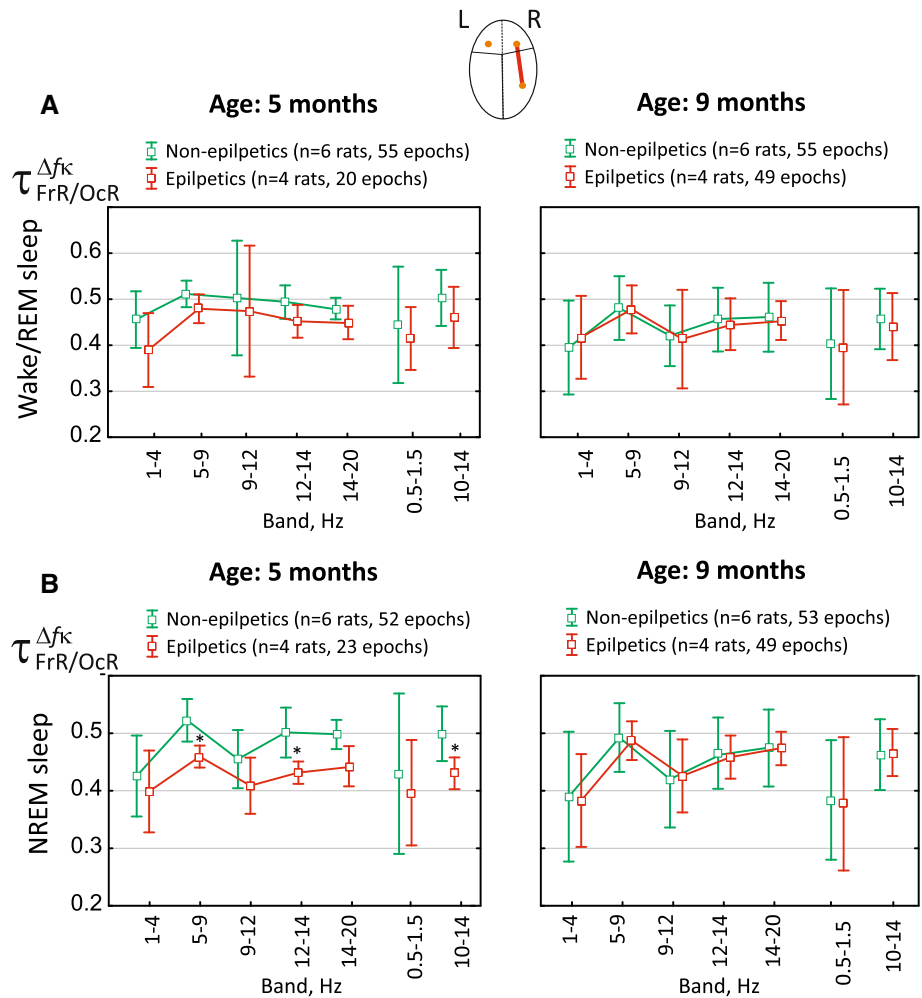 L R
A
Age: 5 months
Non-epilpetics (n=6 rats, 55 epochs)
Epilpetics (n=4 rats, 20 epochs)
τ Δfκ FrR/OcR
Wake/REM sleep
0.6
0.5
0.4
0.3
0.2
1-4 5-9 9-12 12-14 14-20 0.5-1.5 10-14
Band, Hz
Age: 9 months
Non-epilpetics (n=6 rats, 55 epochs)
Epilpetics (n=4 rats, 49 epochs)
1-4 5-9 9-12 12-14 14-20 0.5-1.5 10-14
Band, Hz
B
Age: 5 months
Non-epilpetics (n=6 rats, 52 epochs)
Epilpetics (n=4 rats, 23 epochs)
τ Δfκ FrR/OcR
NREM sleep
0.5
0.4
0.3
0.2
* * *
1-4 5-9 9-12 12-14 14-20 0.5-1.5 10-14
Band, Hz
Age: 9 months
Non-epilpetics (n=6 rats, 53 epochs)
Epilpetics (n=4 rats, 49 epochs)
1-4 5-9 9-12 12-14 14-20 0.5-1.5 10-14
Band, Hz